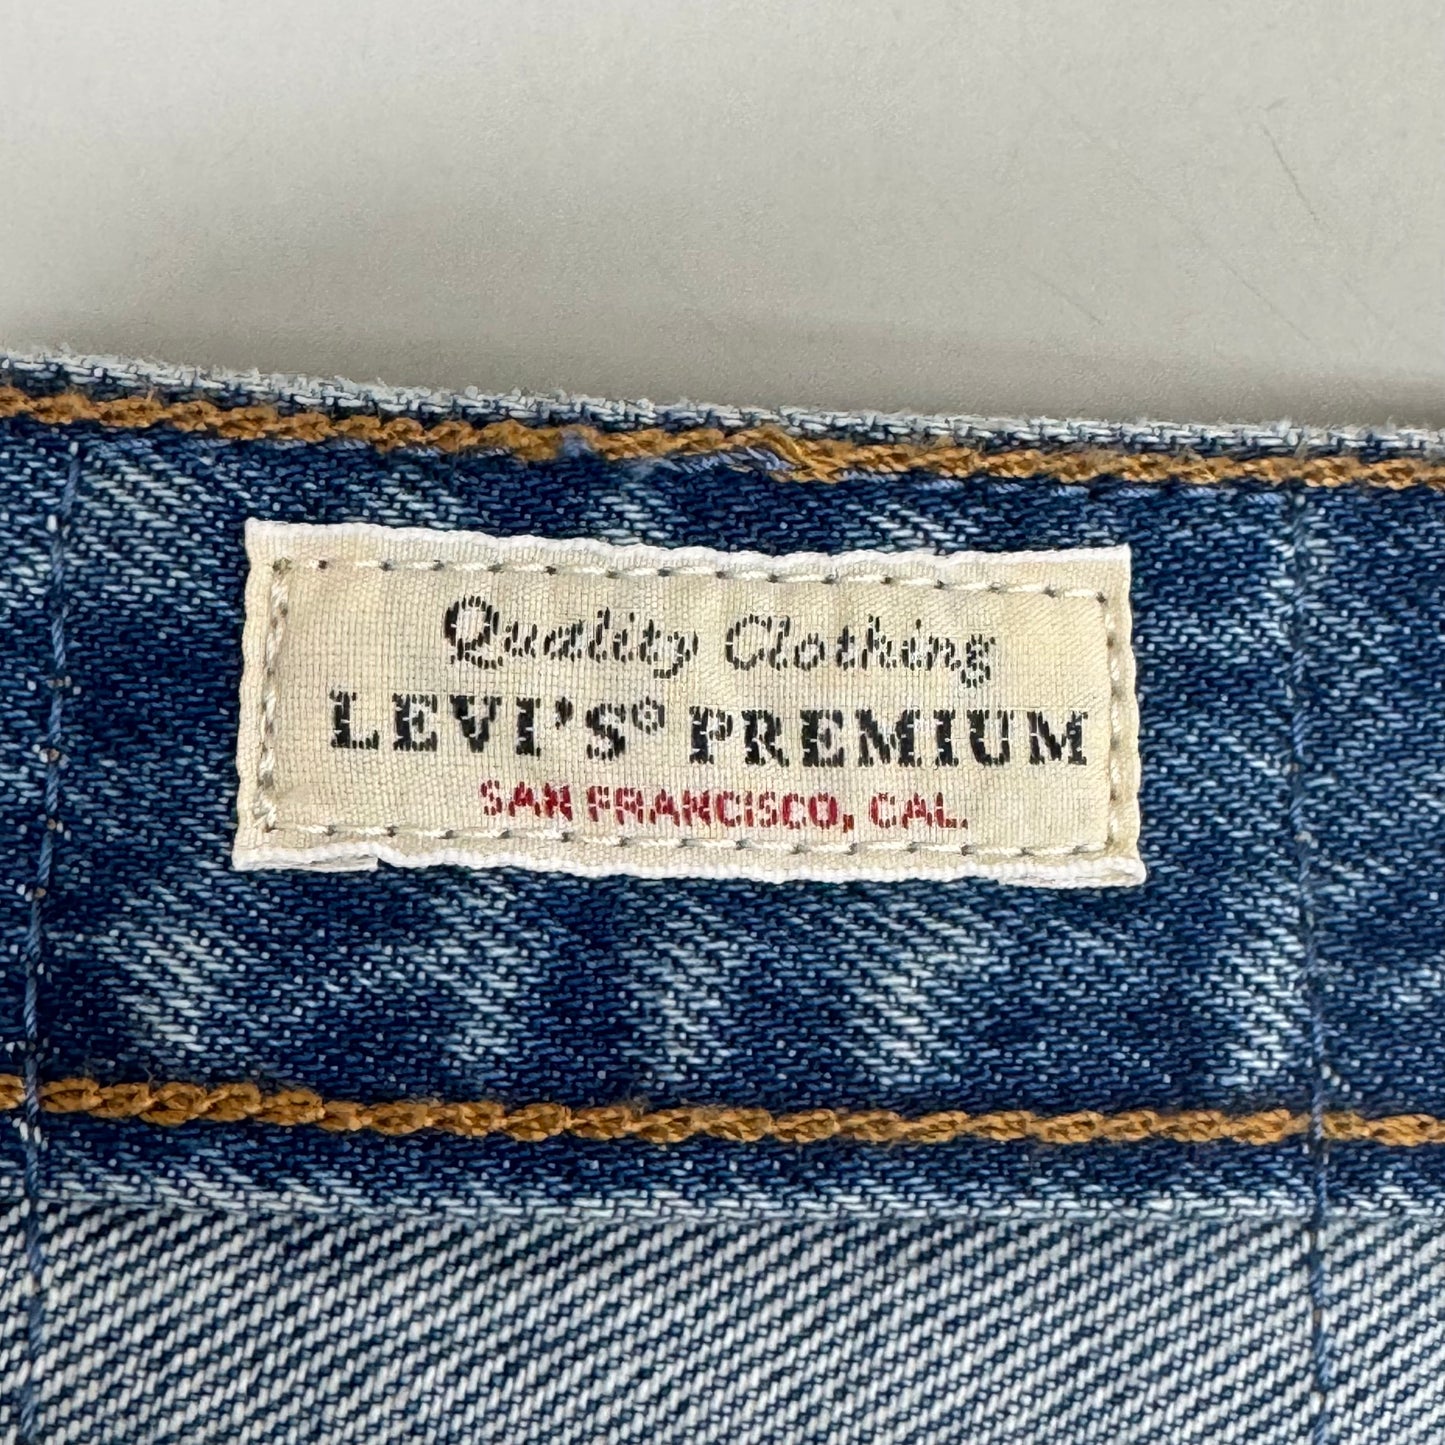 Quality Clothing
LEVI'S® PREMIUM
SAN FRANCISCO, CAL.